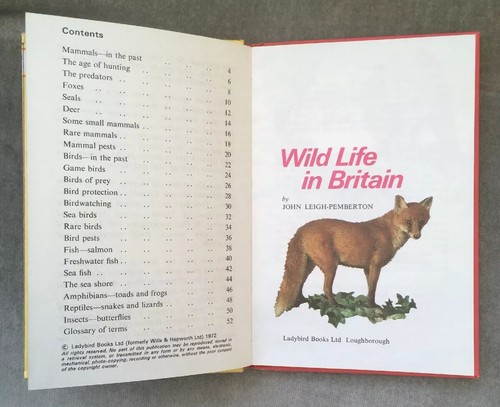 Contents
Mammals—in the past .. .. .. .. 4
The age of hunting .. .. .. .. 6
The predators .. .. .. .. .. 8
Foxes .. .. .. .. .. 10
Seals .. .. .. .. .. 12
Deer .. .. .. .. .. 14
Some small mammals .. .. .. .. 16
Rare mammals .. .. .. .. .. 18
Mammal pests .. .. .. .. .. 20
Birds—in the past .. .. .. .. 22
Game birds .. .. .. .. .. 24
Birds of prey .. .. .. .. .. 26
Bird protection .. .. .. .. .. 28
Birdwatching .. .. .. .. .. 30
Sea birds .. .. .. .. .. 32
Rare birds .. .. .. .. .. 34
Bird pests .. .. .. .. .. 36
Fish—salmon .. .. .. .. .. 38
Freshwater fish .. .. .. .. .. 40
Sea fish .. .. .. .. .. 42
The sea shore .. .. .. .. .. 44
Amphibians—toads and frogs .. .. .. 46
Reptiles—snakes and lizards .. .. .. 48
Insects—butterflies .. .. .. .. 50
Glossary of terms .. .. .. .. 52
© Ladybird Books Ltd (formerly Wills & Hepworth Ltd) 1972
All rights reserved. No part of this publication may be reproduced, stored in
a retrieval system, or transmitted in any form or by any means, electronic,
mechanical, photo-copying, recording or otherwise, without the prior consent
of the copyright owner.
Wild Life
in Britain
by
JOHN LEIGH-PEMBERTON
Ladybird Books Ltd Loughborough